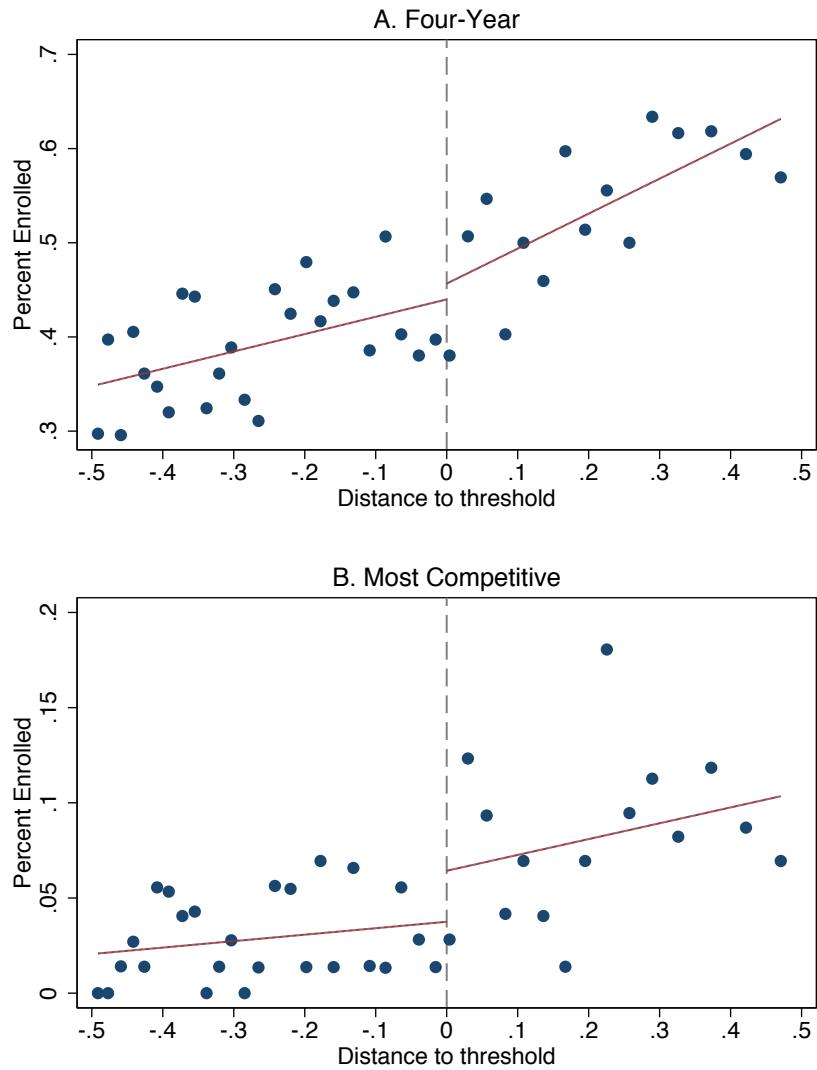 A. Four-Year
Percent Enrolled
.7
.6
.5
.4
.3
-.5 -.4 -.3 -.2 -.1 0 .1 .2 .3 .4 .5
Distance to threshold
B. Most Competitive
Percent Enrolled
.2
.15
.1
.05
0
-.5 -.4 -.3 -.2 -.1 0 .1 .2 .3 .4 .5
Distance to threshold